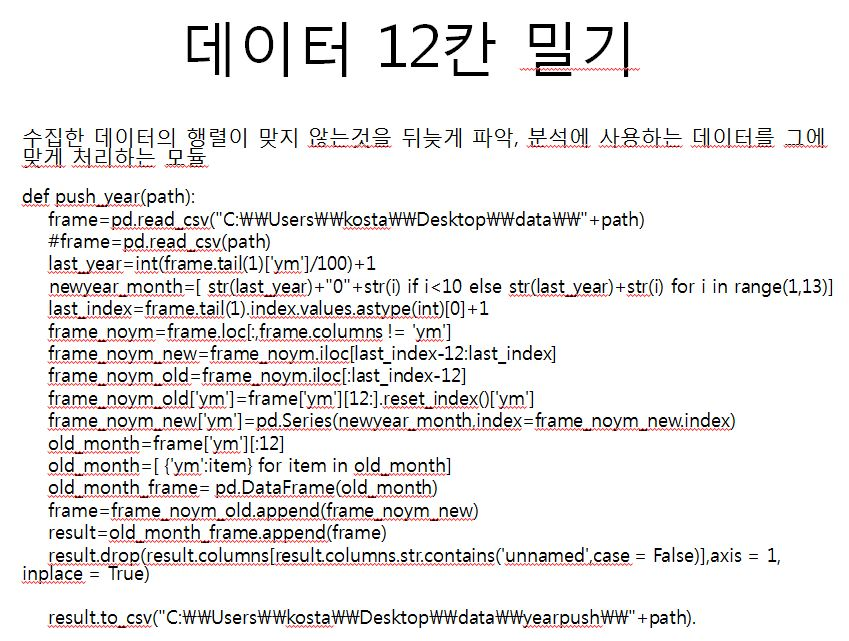 데이터 12칸 밀기
수집한 데이터의 행렬이 맞지 않는것을 뒤늦게 파악, 분석에 사용하는 데이터를 그에
맞게 처리하는 모듈
def push_year(path):
frame=pd.read_csv("C:₩₩Users₩₩kosta₩₩Desktop₩₩data₩₩"+path)
#frame=pd.read_csv(path)
last_year=int(frame.tail(1)['ym']/100)+1
newyear_month=[ str(last_year)+"0"+str(i) if i<10 else str(last_year)+str(i) for i in range(1,13)]
last_index=frame.tail(1).index.values.astype(int)[0]+1
frame_noym=frame.loc[:,frame.columns != 'ym']
frame_noym_new=frame_noym.iloc[last_index-12:last_index]
frame_noym_old=frame_noym.iloc[:last_index-12]
frame_noym_old['ym']=frame['ym'][12:].reset_index()['ym']
frame_noym_new['ym']=pd.Series(newyear_month,index=frame_noym_new.index)
old_month=frame['ym'][:12]
old_month=[ {'ym':item} for item in old_month]
old_month_frame= pd.DataFrame(old_month)
frame=frame_noym_old.append(frame_noym_new)
result=old_month_frame.append(frame)
result.drop(result.columns[result.columns.str.contains('unnamed',case = False)],axis = 1,
inplace = True)
result.to_csv("C:₩₩Users₩₩kosta₩₩Desktop₩₩data₩₩yearpush₩₩"+path).